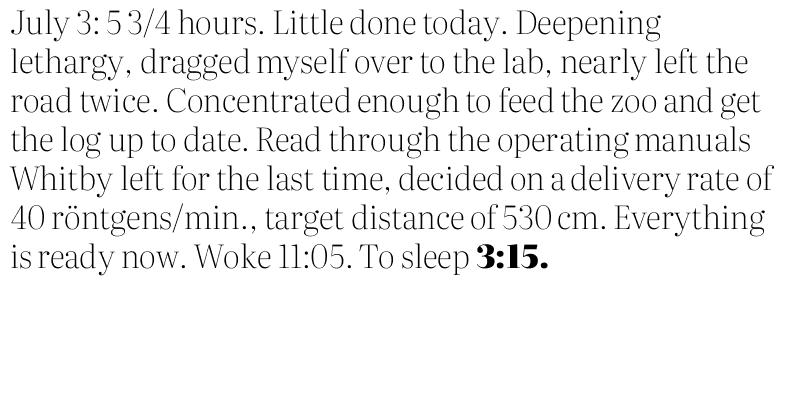 July 3: 5 3/4 hours. Little done today. Deepening
lethargy, dragged myself over to the lab, nearly left the
road twice. Concentrated enough to feed the zoo and get
the log up to date. Read through the operating manuals
Whitby left for the last time, decided on a delivery rate of
40 röntgens/min., target distance of 530 cm. Everything
is ready now. Woke 11:05. To sleep 3:15.